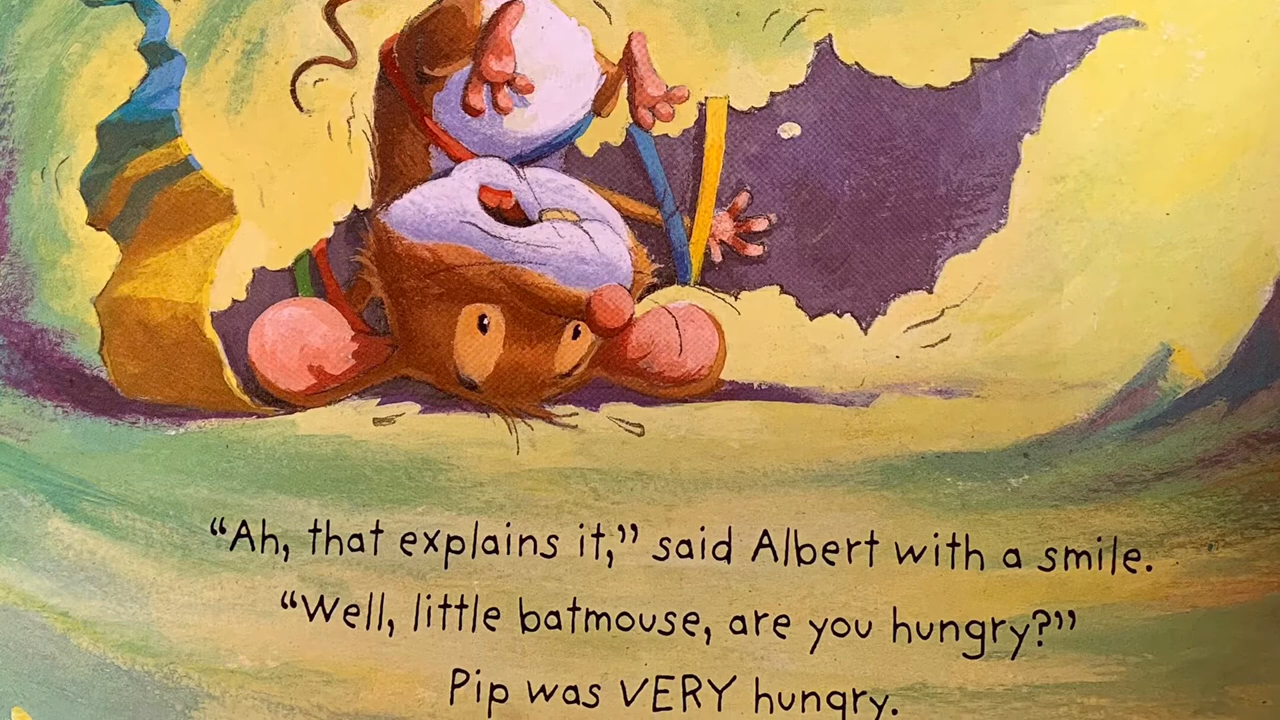 “Ah, that explains it,” said Albert with a smile.
“Well, little batmouse, are you hungry?”
Pip was VERY hungry.